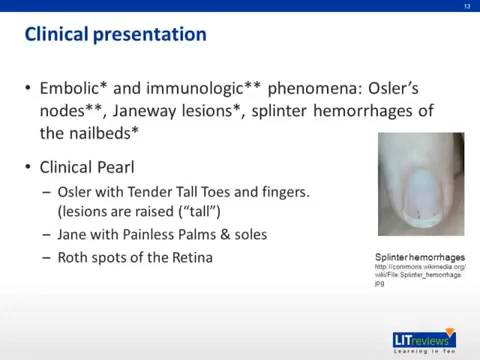 13
Clinical presentation
• Embolic* and immunologic** phenomena: Osler's
nodes**, Janeway lesions*, splinter hemorrhages of
the nailbeds*
• Clinical Pearl
– Osler with Tender Tall Toes and fingers.
(lesions are raised ("tall")
– Jane with Painless Palms & soles
– Roth spots of the Retina
Splinter hemorrhages
http://commons.wikimedia.org/
wiki/File:Splinter_hemorrhage.
jpg
LITreviews
Learning in Ten